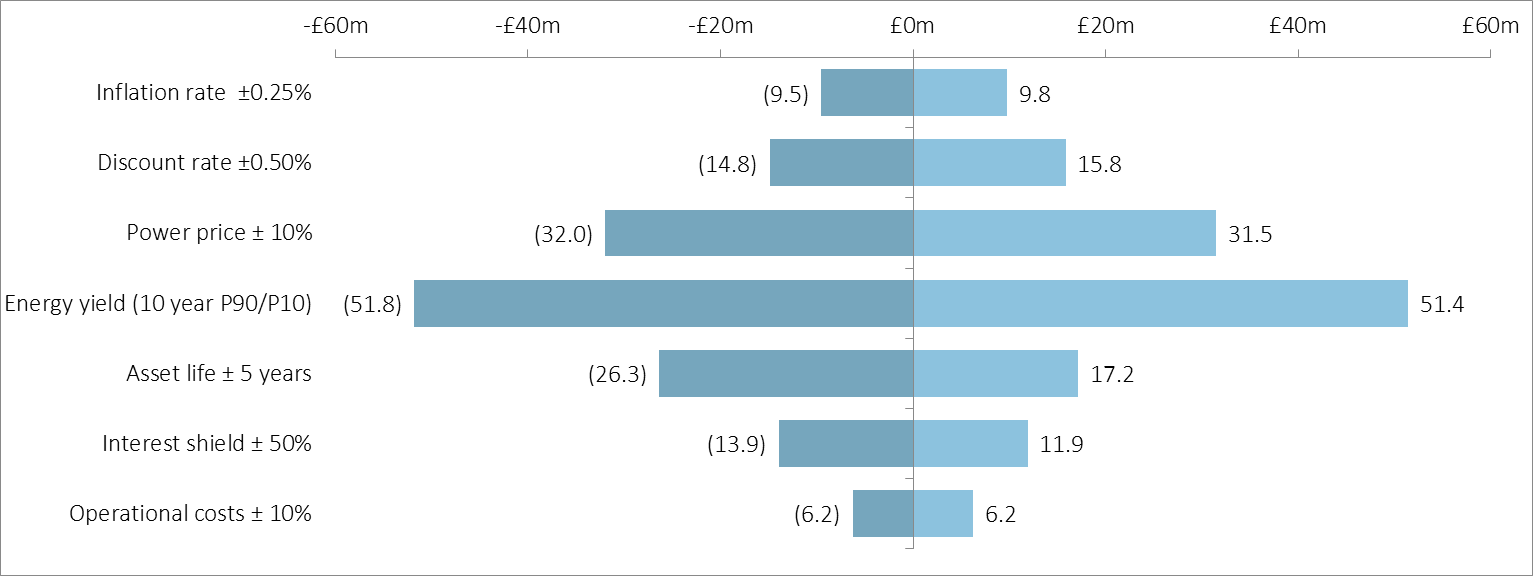 -£60m -£40m -£20m £0m £20m £40m £60m
Inflation rate ±0.25% (9.5) 9.8
Discount rate ±0.50% (14.8) 15.8
Power price ± 10% (32.0) 31.5
Energy yield (10 year P90/P10) (51.8) 51.4
Asset life ± 5 years (26.3) 17.2
Interest shield ± 50% (13.9) 11.9
Operational costs ± 10% (6.2) 6.2